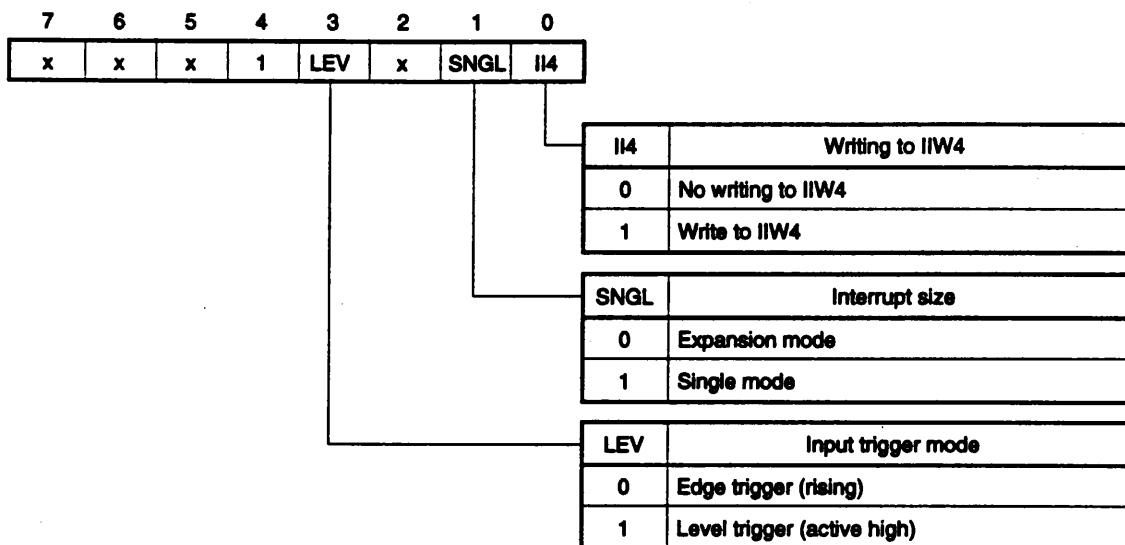 7 6 5 4 3 2 1 0
x x x 1 LEV x SNGL II4
II4 Writing to IIW4
0 No writing to IIW4
1 Write to IIW4
SNGL Interrupt size
0 Expansion mode
1 Single mode
LEV Input trigger mode
0 Edge trigger (rising)
1 Level trigger (active high)